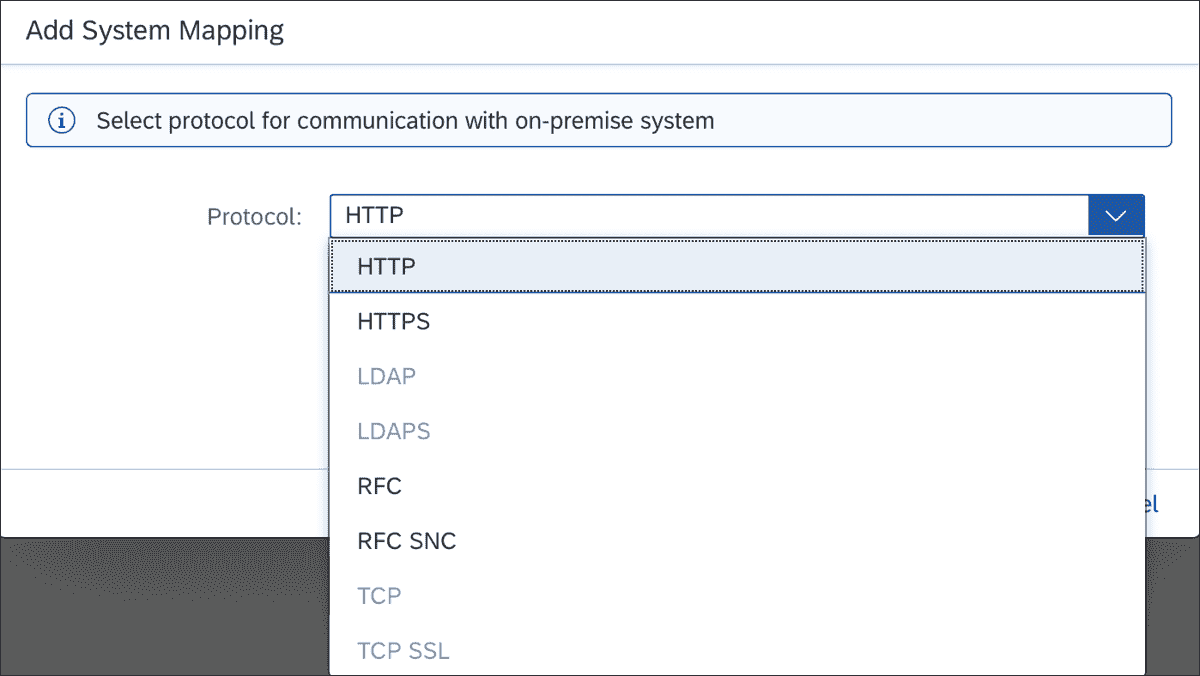 Add System Mapping
Select protocol for communication with on-premise system
Protocol: HTTP
HTTP
HTTPS
LDAP
LDAPS
RFC
RFC SNC
TCP
TCP SSL